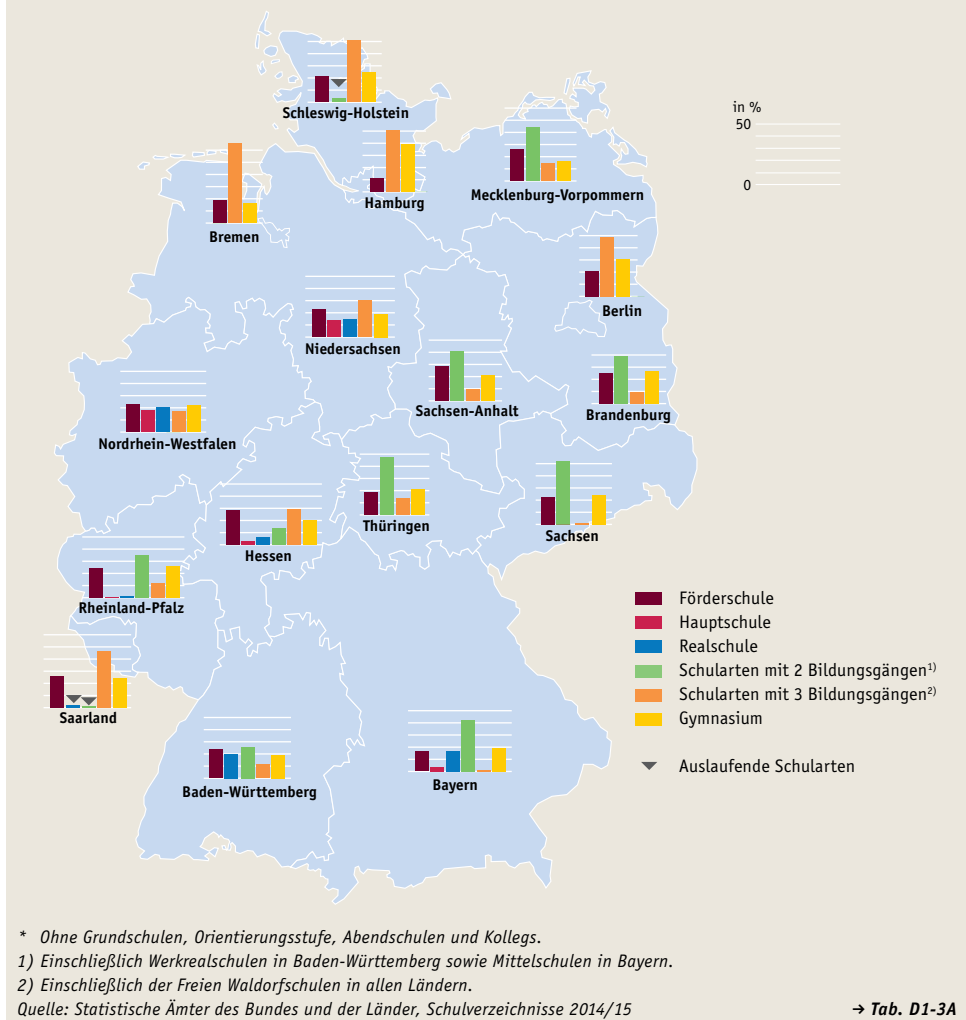 in %
50
0
Schleswig-Holstein
Hamburg
Mecklenburg-Vorpommern
Bremen
Berlin
Niedersachsen
Sachsen-Anhalt
Brandenburg
Nordrhein-Westfalen
Thüringen
Sachsen
Hessen
Rheinland-Pfalz
Saarland
Baden-Württemberg
Bayern
Förderschule
Hauptschule
Realschule
Schularten mit 2 Bildungsgängen1)
Schularten mit 3 Bildungsgängen2)
Gymnasium
Auslaufende Schularten
* Ohne Grundschulen, Orientierungsstufe, Abendschulen und Kollegs.
1) Einschließlich Werkrealschulen in Baden-Württemberg sowie Mittelschulen in Bayern.
2) Einschließlich der Freien Waldorfschulen in allen Ländern.
Quelle: Statistische Ämter des Bundes und der Länder, Schulverzeichnisse 2014/15 → Tab. D1-3A